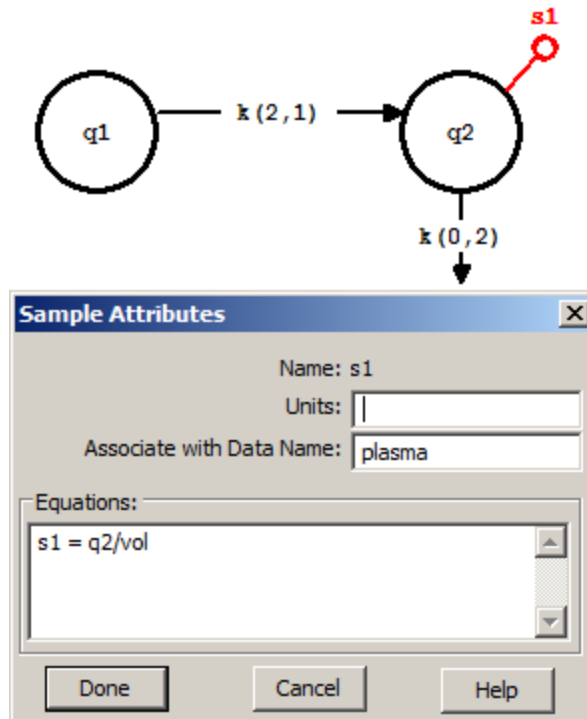 s1
q1
k(2,1)
q2
k(0,2)
Sample Attributes
Name: s1
Units:
Associate with Data Name: plasma
Equations:
s1 = q2/vol
Done Cancel Help